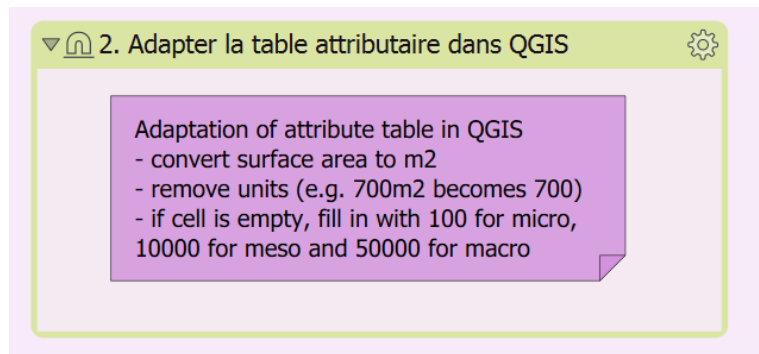 2. Adapter la table attributaire dans QGIS
Adaptation of attribute table in QGIS
- convert surface area to m2
- remove units (e.g. 700m2 becomes 700)
- if cell is empty, fill in with 100 for micro,
10000 for meso and 50000 for macro